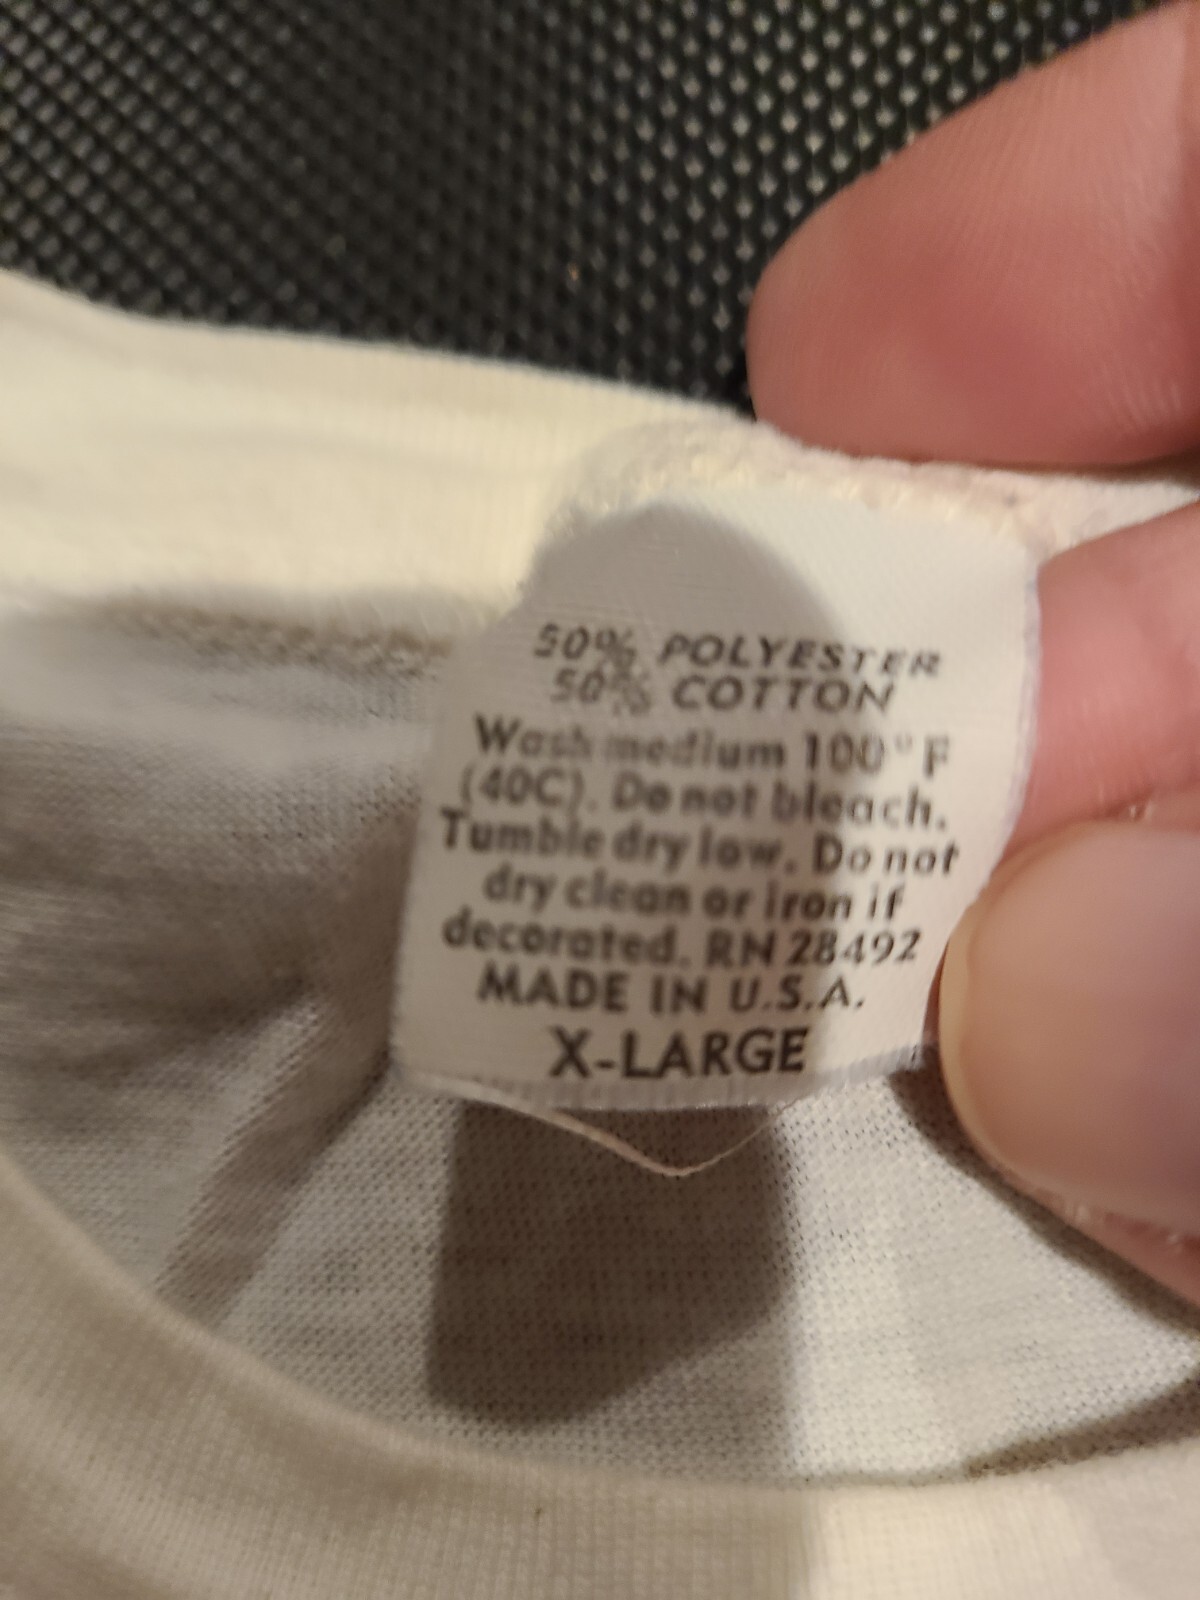 50% POLYESTER
50% COTTON
Wash medium 100° F
(40C). Do not bleach.
Tumble dry low. Do not
dry clean or iron if
decorated. RN 28492
MADE IN U.S.A.
X-LARGE